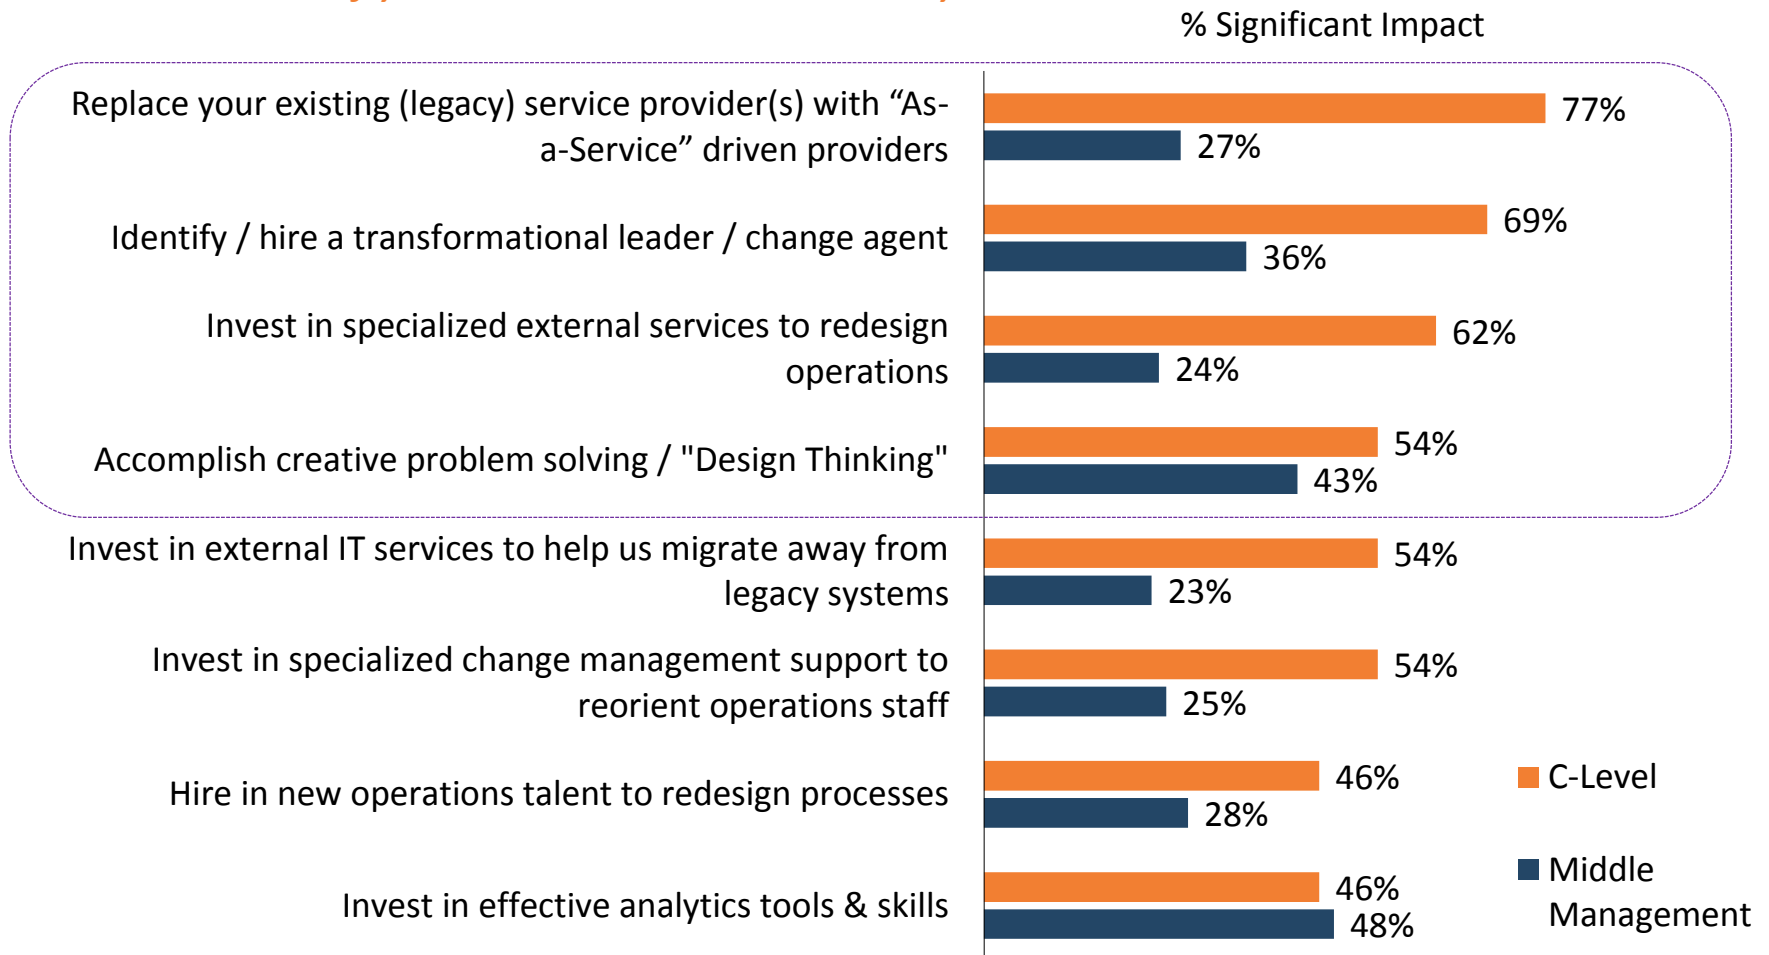 % Significant Impact
Replace your existing (legacy) service provider(s) with “As-
a-Service” driven providers
77%
27%
Identify / hire a transformational leader / change agent
69%
36%
Invest in specialized external services to redesign
operations
62%
24%
Accomplish creative problem solving / "Design Thinking"
54%
43%
Invest in external IT services to help us migrate away from
legacy systems
54%
23%
Invest in specialized change management support to
reorient operations staff
54%
25%
Hire in new operations talent to redesign processes
46%
28%
Invest in effective analytics tools & skills
46%
48%
C-Level
Middle
Management